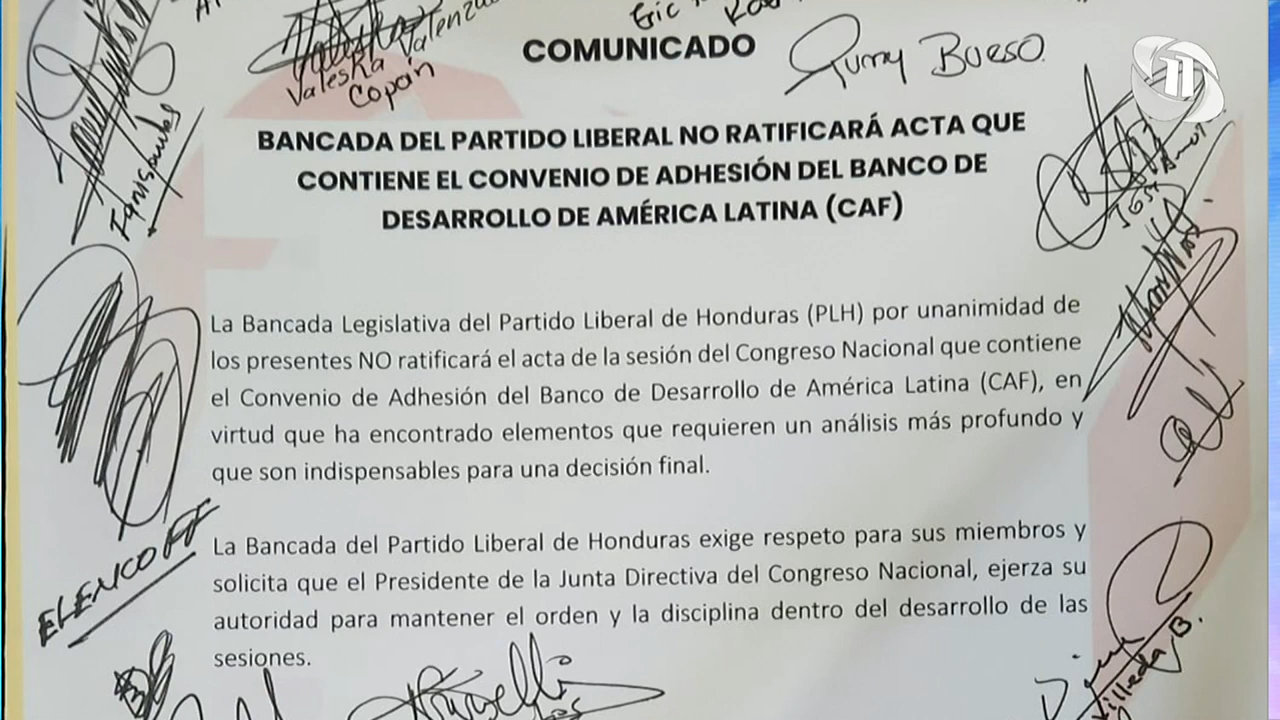 Eric
Valeska Valenzuela
Valeska
Copán
COMUNICADO
Yury Bueso
11
BANCADA DEL PARTIDO LIBERAL NO RATIFICARÁ ACTA QUE
CONTIENE EL CONVENIO DE ADHESIÓN DEL BANCO DE
DESARROLLO DE AMÉRICA LATINA (CAF)
La Bancada Legislativa del Partido Liberal de Honduras (PLH) por unanimidad de
los presentes NO ratificará el acta de la sesión del Congreso Nacional que contiene
el Convenio de Adhesión del Banco de Desarrollo de América Latina (CAF), en
virtud que ha encontrado elementos que requieren un análisis más profundo y
que son indispensables para una decisión final.
La Bancada del Partido Liberal de Honduras exige respeto para sus miembros y
solicita que el Presidente de la Junta Directiva del Congreso Nacional, ejerza su
autoridad para mantener el orden y la disciplina dentro del desarrollo de las
sesiones.
Villeda B.